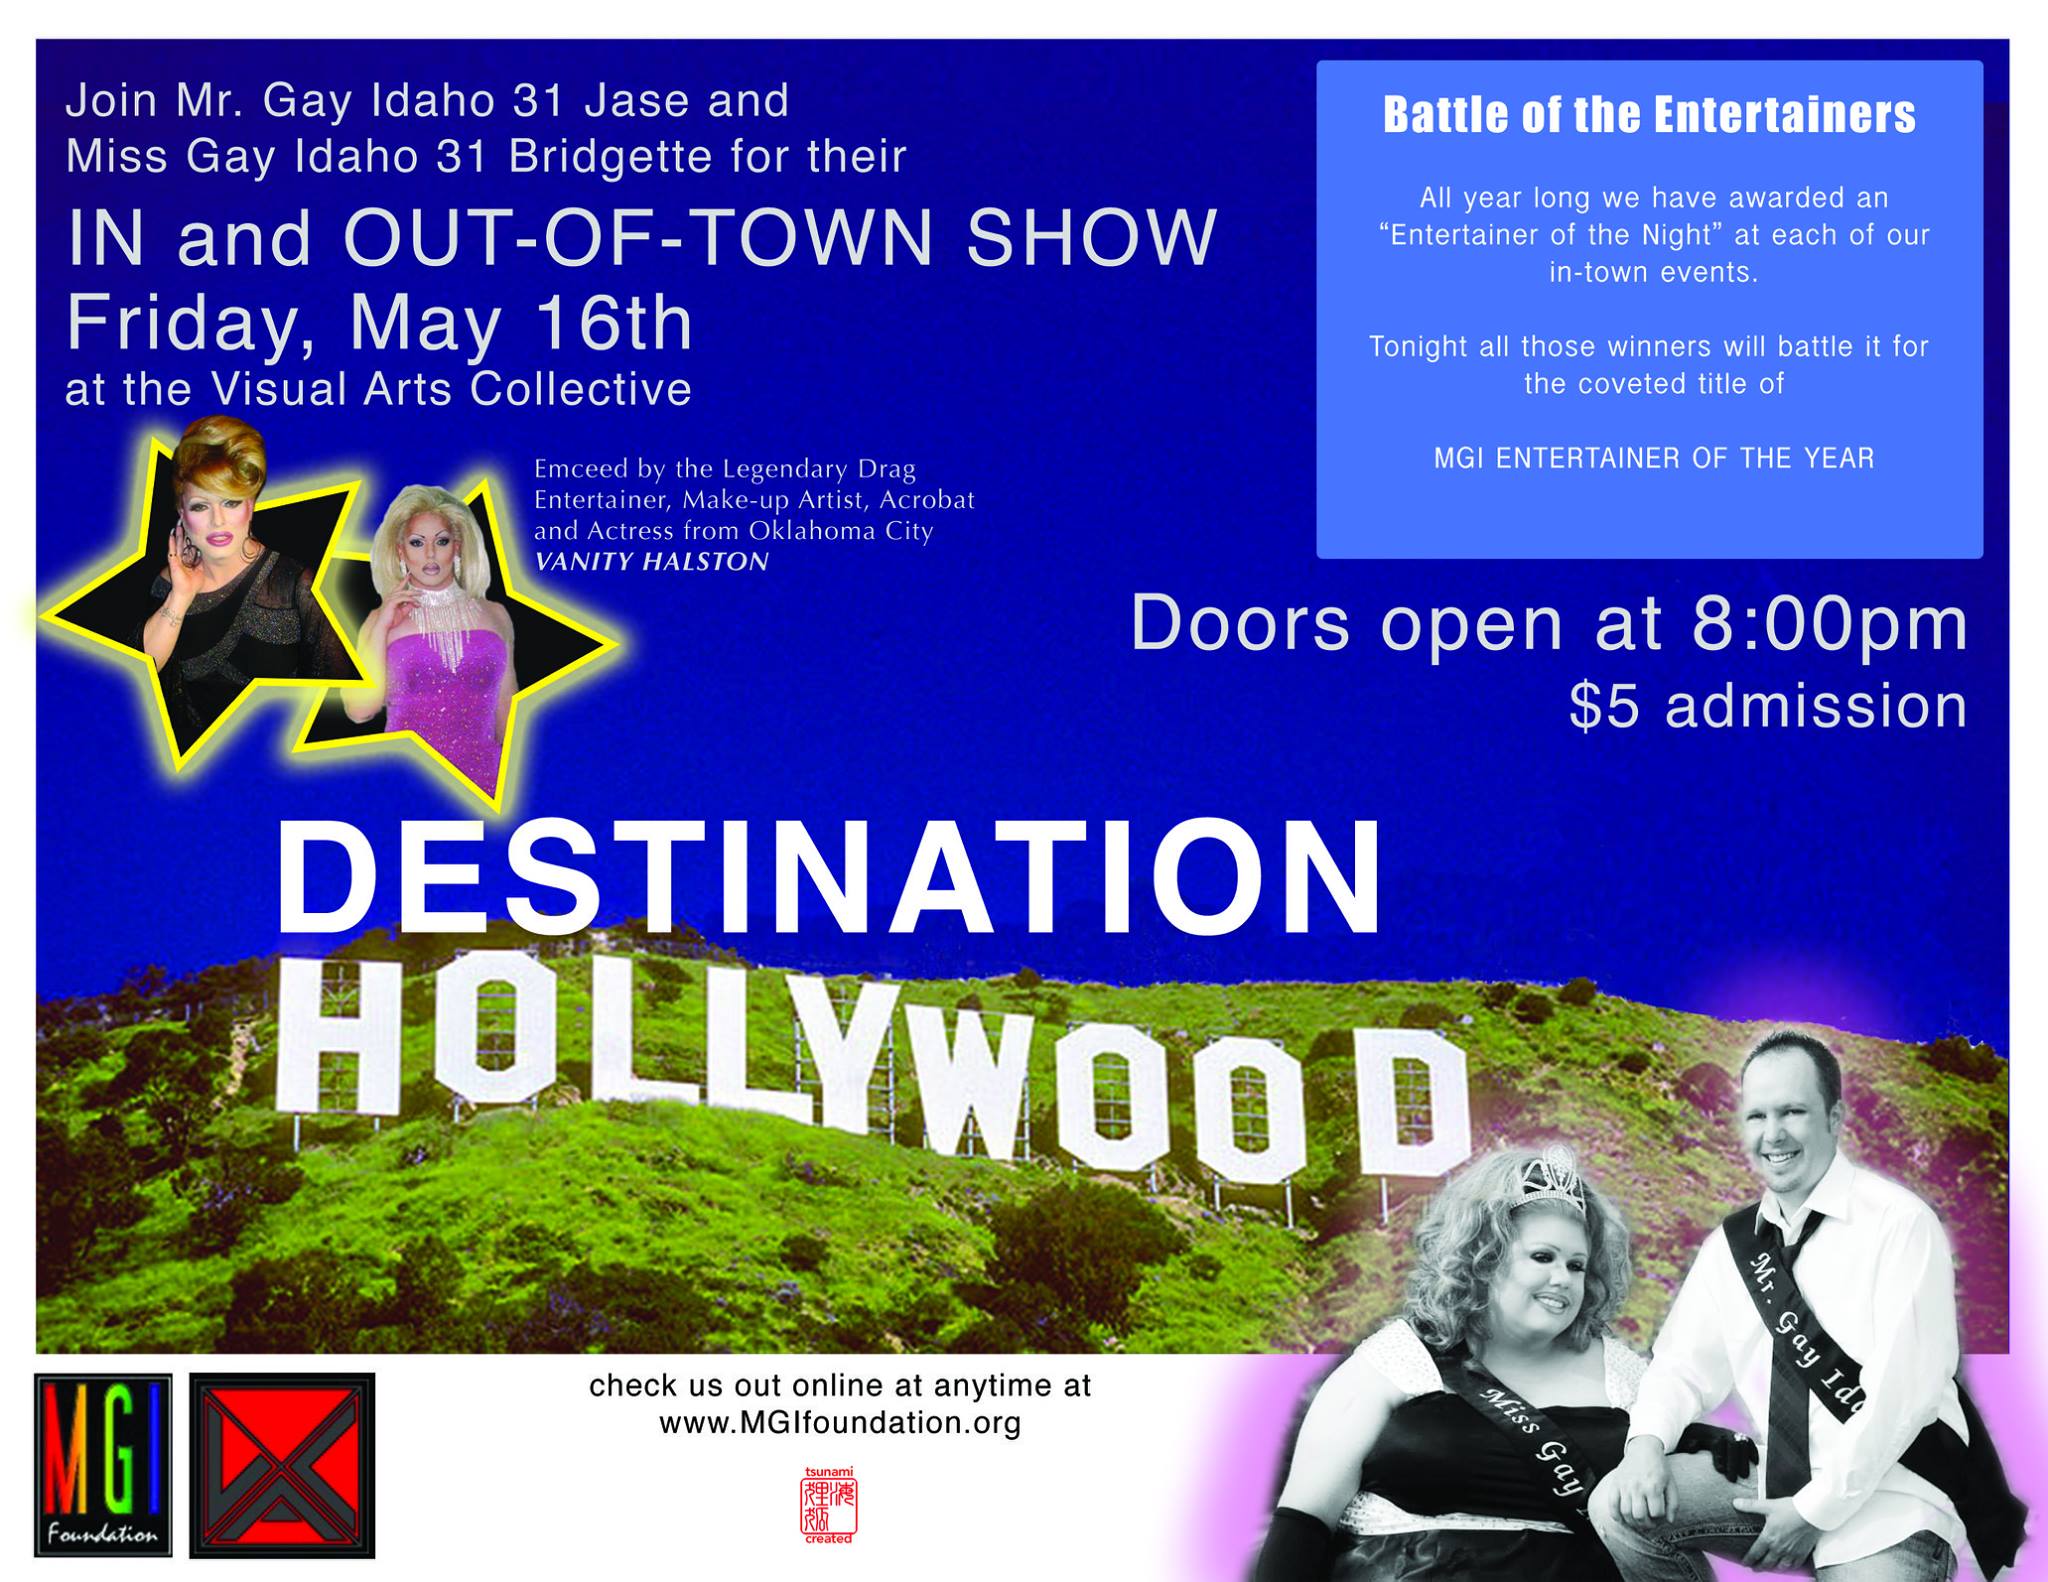 Join Mr. Gay Idaho 31 Jase and
Miss Gay Idaho 31 Bridgette for their
IN and OUT-OF-TOWN SHOW
Friday, May 16th
at the Visual Arts Collective
Emceed by the Legendary Drag
Entertainer, Make-up Artist, Acrobat
and Actress from Oklahoma City
VANITY HALSTON
Battle of the Entertainers
All year long we have awarded an
“Entertainer of the Night” at each of our
in-town events.
Tonight all those winners will battle it for
the coveted title of
MGI ENTERTAINER OF THE YEAR
Doors open at 8:00pm
$5 admission
DESTINATION
HOLLYWOOD
Mr. Gay Ida
Miss Gay
MGI
Foundation
check us out online at anytime at
www.MGIfoundation.org
tsunami
created